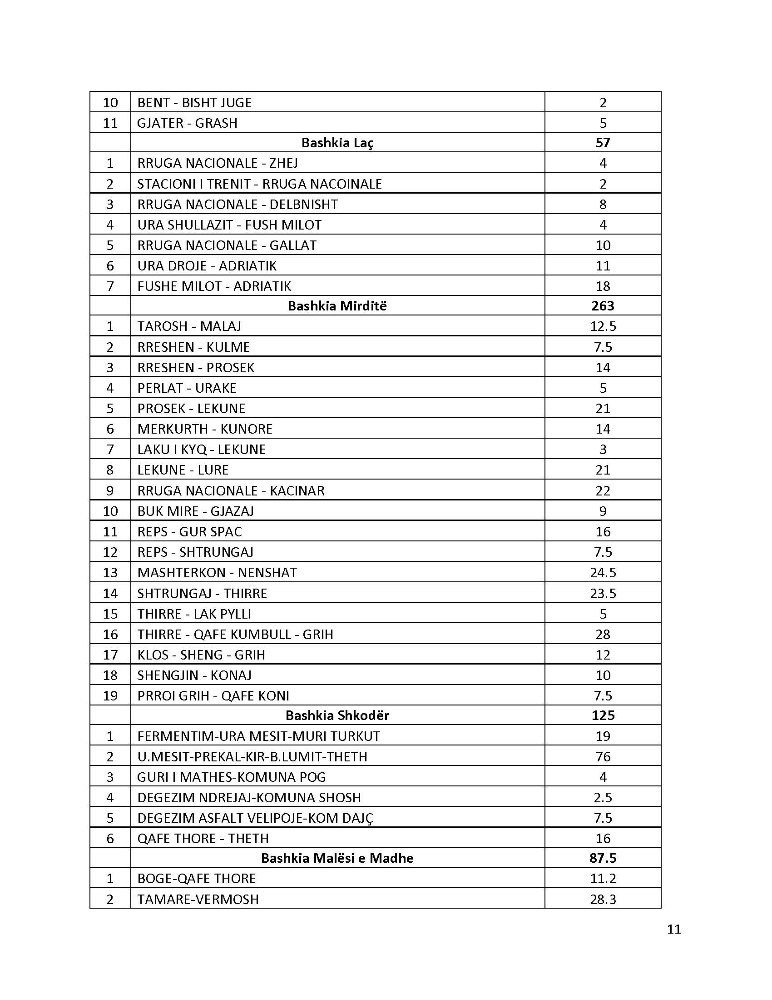 10 BENT - BISHT JUGE 2
11 GJATER - GRASH 5
Bashkia Laç 57
1 RRUGA NACIONALE - ZHEJ 4
2 STACIONI I TRENIT - RRUGA NACOINALE 2
3 RRUGA NACIONALE - DELBNISHT 8
4 URA SHULLAZIT - FUSH MILOT 4
5 RRUGA NACIONALE - GALLAT 10
6 URA DROJE - ADRIATIK 11
7 FUSHE MILOT - ADRIATIK 18
Bashkia Mirditë 263
1 TAROSH - MALAJ 12.5
2 RRESHEN - KULME 7.5
3 RRESHEN - PROSEK 14
4 PERLAT - URAKE 5
5 PROSEK - LEKUNE 21
6 MERKURTH - KUNORE 14
7 LAKU I KYQ - LEKUNE 3
8 LEKUNE - LURE 21
9 RRUGA NACIONALE - KACINAR 22
10 BUK MIRE - GJAZAJ 9
11 REPS - GUR SPAC 16
12 REPS - SHTRUNGAJ 7.5
13 MASHTERKON - NENSHAT 24.5
14 SHTRUNGAJ - THIRRE 23.5
15 THIRRE - LAK PYLLI 5
16 THIRRE - QAFE KUMBULL - GRIH 28
17 KLOS - SHENG - GRIH 12
18 SHENGJIN - KONAJ 10
19 PRROI GRIH - QAFE KONI 7.5
Bashkia Shkodër 125
1 FERMENTIM-URA MESIT-MURI TURKUT 19
2 U.MESIT-PREKAL-KIR-B.LUMIT-THETH 76
3 GURI I MATHES-KOMUNA POG 4
4 DEGEZIM NDREJAJ-KOMUNA SHOSH 2.5
5 DEGEZIM ASFALT VELIPOJE-KOM DAJÇ 7.5
6 QAFE THORE - THETH 16
Bashkia Malësi e Madhe 87.5
1 BOGE-QAFE THORE 11.2
2 TAMARE-VERMOSH 28.3
11